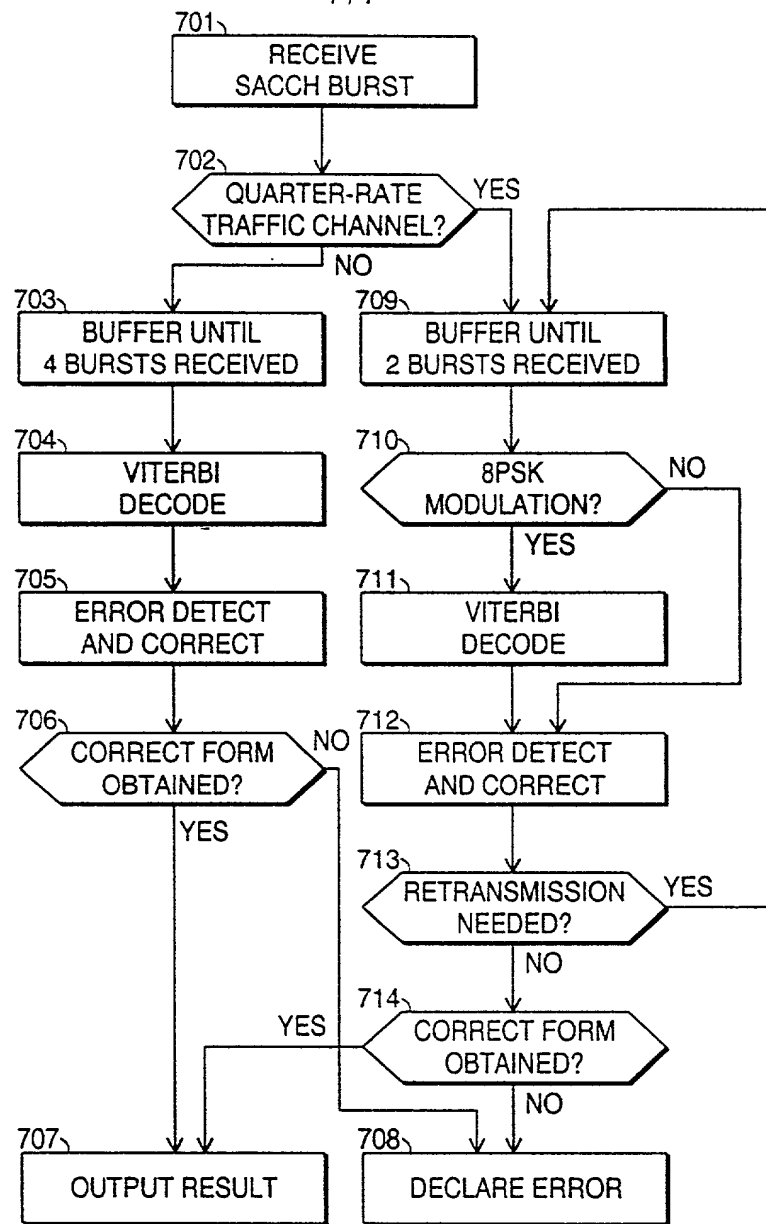 701
RECEIVE
SACCH BURST
702
QUARTER-RATE
TRAFFIC CHANNEL?
YES
NO
703
BUFFER UNTIL
4 BURSTS RECEIVED
709
BUFFER UNTIL
2 BURSTS RECEIVED
704
VITERBI
DECODE
710
8PSK
MODULATION?
NO
YES
705
ERROR DETECT
AND CORRECT
711
VITERBI
DECODE
706
CORRECT FORM
OBTAINED?
NO
YES
712
ERROR DETECT
AND CORRECT
713
RETRANSMISSION
NEEDED?
YES
NO
714
CORRECT FORM
OBTAINED?
YES
NO
707
OUTPUT RESULT
708
DECLARE ERROR